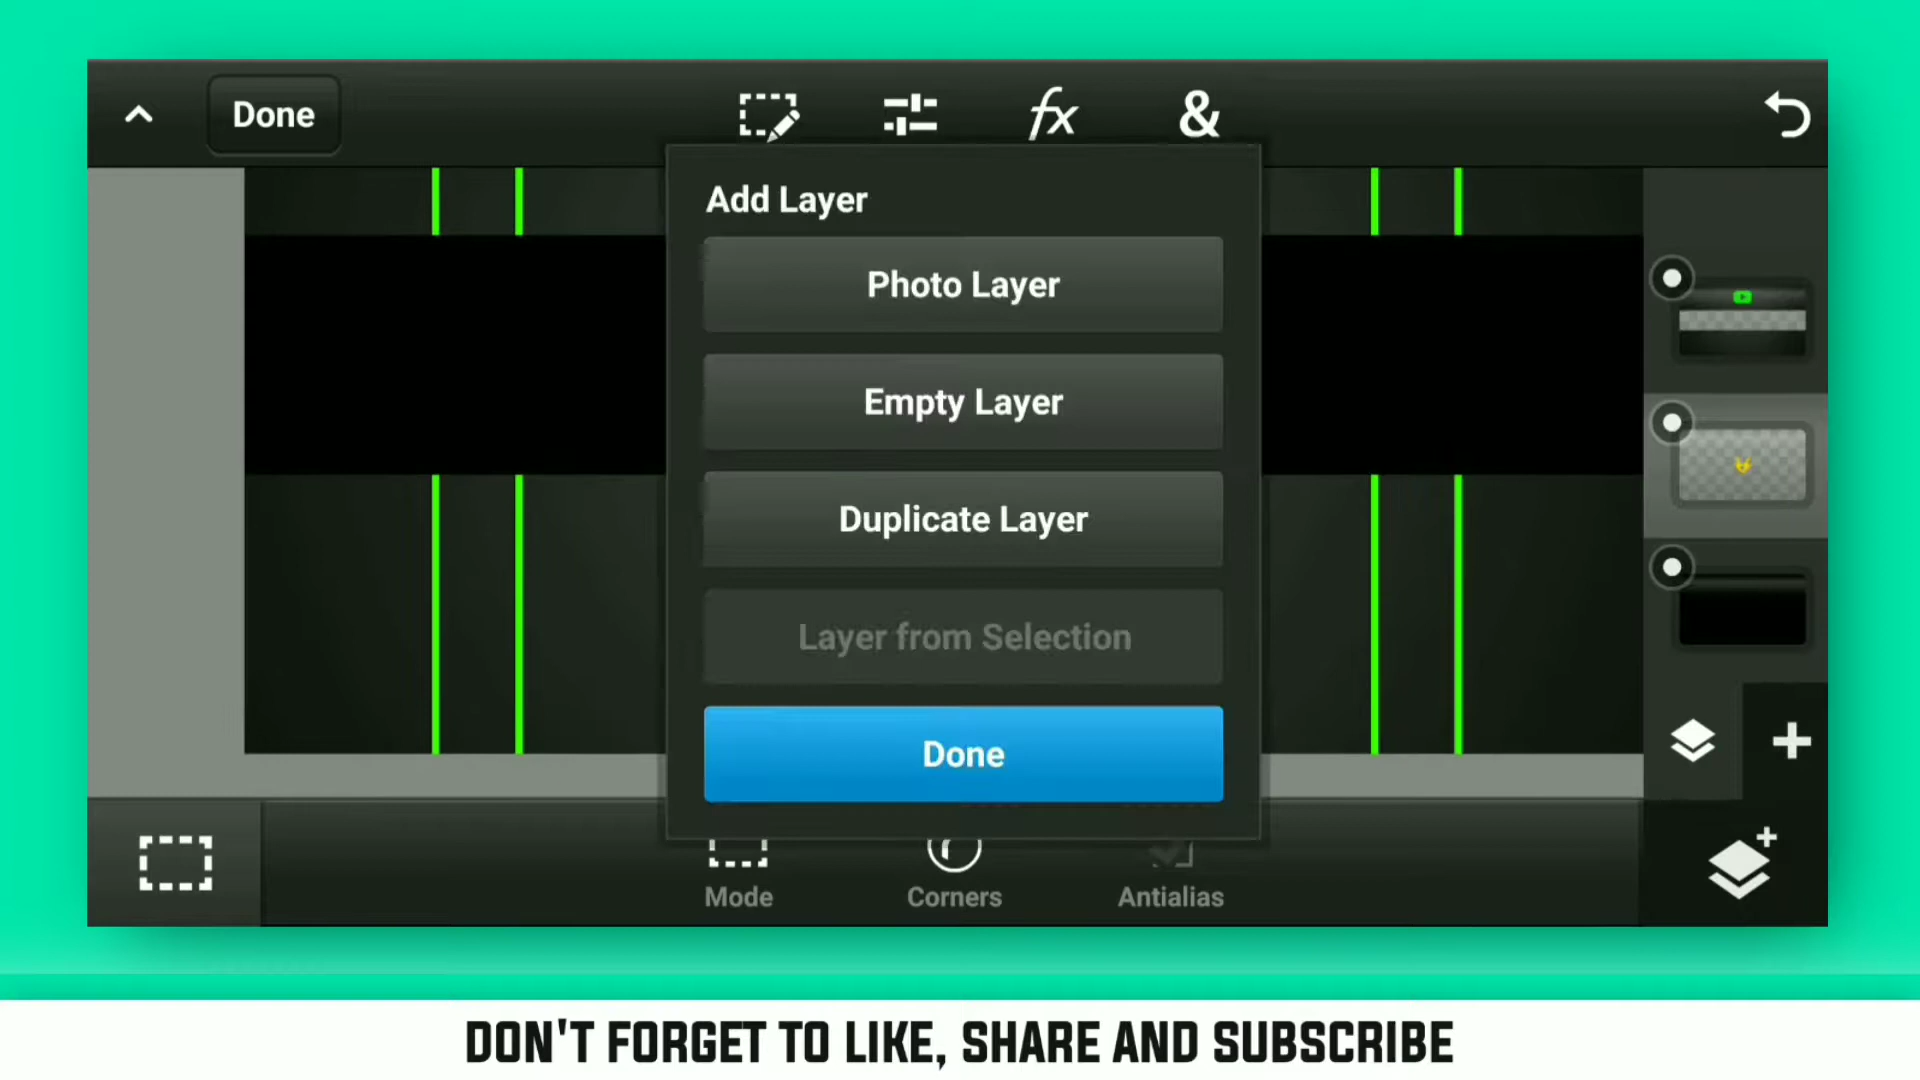 Done
fx
&
Add Layer
Photo Layer
Empty Layer
Duplicate Layer
Layer from Selection
Done
Mode
Corners
Antialias
DON'T FORGET TO LIKE, SHARE AND SUBSCRIBE